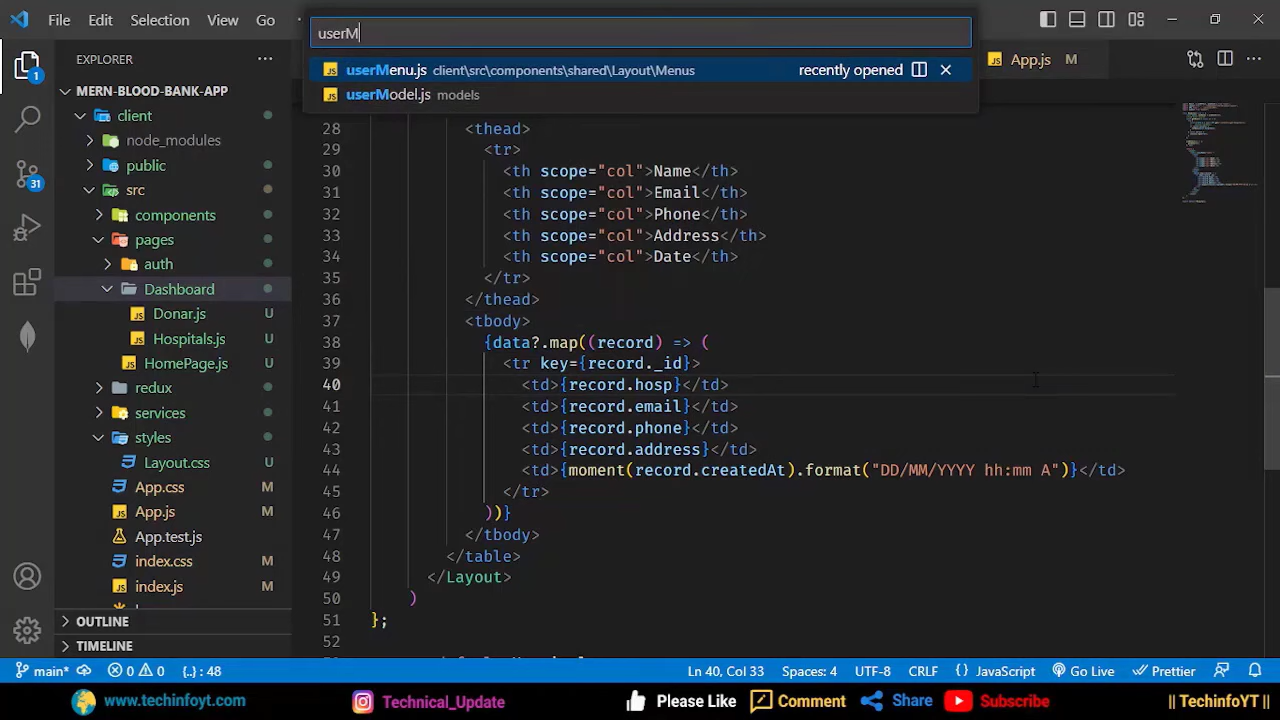 File Edit Selection View Go
userM
userMenu.js client\src\components\shared\Layout\Menus recently opened
userModel.js models
App.js M
EXPLORER
MERN-BLOOD-BANK-APP
client
node_modules
public
src
components
pages
auth
Dashboard
Donar.js U
Hospitals.js U
HomePage.js U
redux
services
styles
Layout.css U
App.css M
App.js M
App.test.js
index.css M
index.js M
OUTLINE
TIMELINE
1
31
28 <thead>
29 <tr>
30 <th scope="col">Name</th>
31 <th scope="col">Email</th>
32 <th scope="col">Phone</th>
33 <th scope="col">Address</th>
34 <th scope="col">Date</th>
35 </tr>
36 </thead>
37 <tbody>
38 {data?.map((record) => (
39 <tr key={record._id}>
40 <td>{record.hosp}</td>
41 <td>{record.email}</td>
42 <td>{record.phone}</td>
43 <td>{record.address}</td>
44 <td>{moment(record.createdAt).format("DD/MM/YYYY hh:mm A")}</td>
45 </tr>
46 ))}
47 </tbody>
48 </table>
49 </Layout>
50 )
51 };
52
main* 0 0 {..} : 48 Ln 40, Col 33 Spaces: 4 UTF-8 CRLF {} JavaScript Go Live Prettier
www.techinfoyt.com Technical_Update Please Like Comment Share Subscribe || TechinfoYT ||